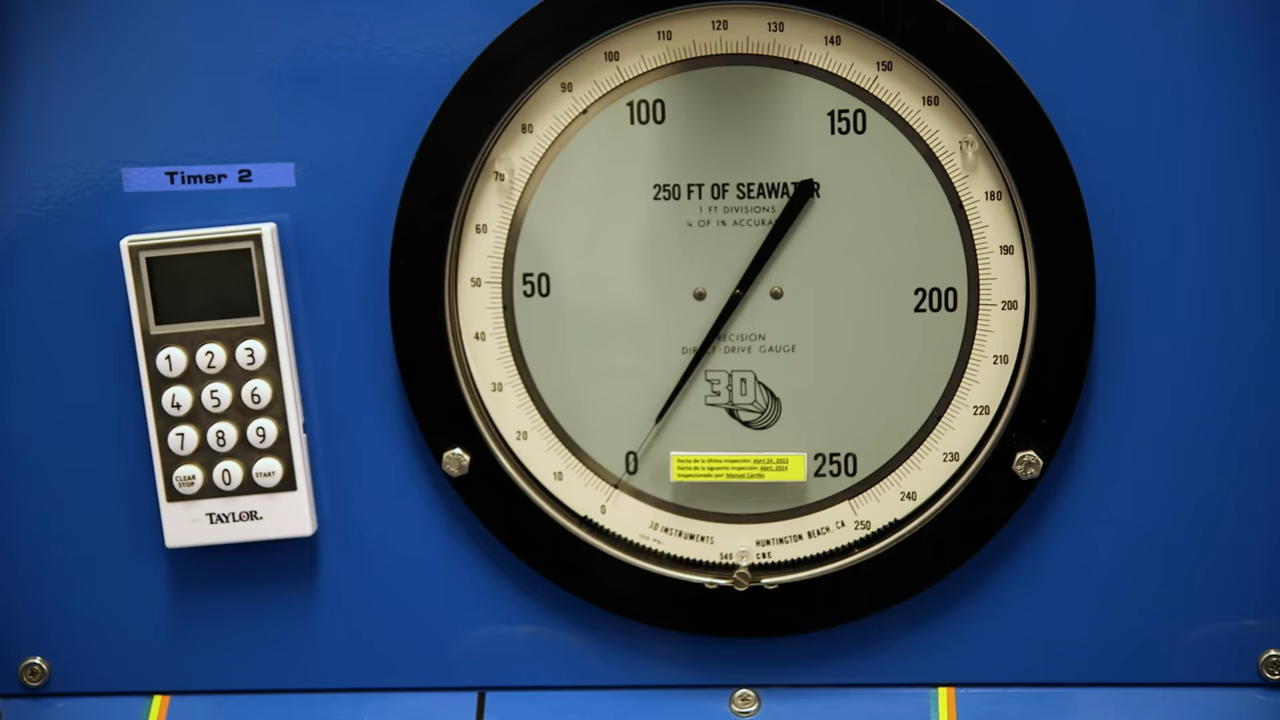 Timer 2
1 2 3
4 5 6
7 8 9
CLEAR STOP 0 START
TAYLOR
0 10 20 30 40 50 60 70 80 90 100 110 120 130 140 150 160 170 180 190 200 210 220 230 240 250
100 150
250 FT OF SEAWATER
1 FT DIVISIONS
¼ OF 1% ACCURACY
50 200
PRECISION
DIRECT-DRIVE GAUGE
3D
0 250
Fecha de la última inspección: Abril 24, 2013
Fecha de la siguiente inspección: Abril, 2014
Inspeccionado por: Manuel Carrillo
3D INSTRUMENTS HUNTINGTON BEACH, CA